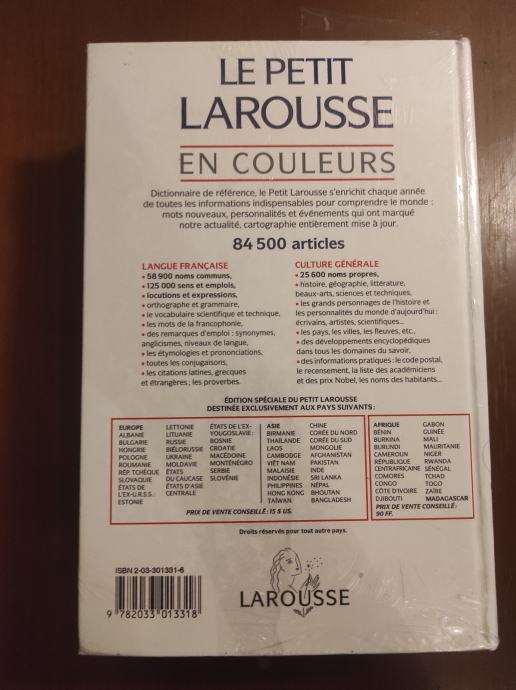 LE PETIT
LAROUSSE
EN COULEURS
Dictionnaire de référence, le Petit Larousse s'enrichit chaque année
de toutes les informations indispensables pour comprendre le monde :
mots nouveaux, personnalités et événements qui ont marqué
notre actualité, cartographie entièrement mise à jour.
84 500 articles
LANGUE FRANÇAISE
• 58 900 noms communs,
• 125 000 sens et emplois,
• locutions et expressions,
• orthographe et grammaire,
• le vocabulaire scientifique et technique,
• les mots de la francophonie,
• des remarques d'emploi : synonymes,
anglicismes, niveaux de langue,
• les étymologies et prononciations,
• toutes les conjugaisons,
• les citations latines, grecques
et étrangères ; les proverbes.
CULTURE GÉNÉRALE
• 25 600 noms propres,
• histoire, géographie, littérature,
beaux-arts, sciences et techniques,
• les grands personnages de l'histoire et
les personnalités du monde d'aujourd'hui :
écrivains, artistes, scientifiques...
• les pays, les villes, les fleuves, etc.,
• des développements encyclopédiques
dans tous les domaines du savoir,
• des informations pratiques : le code postal,
le recensement, la liste des académiciens
et des prix Nobel, les noms des habitants...
ÉDITION SPÉCIALE DU PETIT LAROUSSE
DESTINÉE EXCLUSIVEMENT AUX PAYS SUIVANTS :
EUROPE
ALBANIE
BULGARIE
HONGRIE
POLOGNE
ROUMANIE
RÉP. TCHÈQUE
SLOVAQUIE
ÉTATS DE
L'EX-U.R.S.S. :
ESTONIE
LETTONIE
LITUANIE
RUSSIE
BIÉLORUSSIE
UKRAINE
MOLDAVIE
ÉTATS
DU CAUCASE
ÉTATS D'ASIE
CENTRALE
ÉTATS DE L'EX-
YOUGOSLAVIE :
BOSNIE
CROATIE
MACÉDOINE
MONTÉNÉGRO
SERBIE
SLOVÉNIE
ASIE
BIRMANIE
THAÏLANDE
LAOS
CAMBODGE
VIÊT NAM
MALAISIE
INDONÉSIE
PHILIPPINES
HONG KONG
TAÏWAN
CHINE
CORÉE DU NORD
CORÉE DU SUD
MONGOLIE
AFGHANISTAN
PAKISTAN
INDE
SRI LANKA
NÉPAL
BHOUTAN
BANGLADESH
PRIX DE VENTE CONSEILLÉ : 15 $ US.
AFRIQUE
BÉNIN
BURKINA
BURUNDI
CAMEROUN
RÉPUBLIQUE
CENTRAFRICAINE
COMORES
CONGO
CÔTE D'IVOIRE
DJIBOUTI
GABON
GUINÉE
MALI
MAURITANIE
NIGER
RWANDA
SÉNÉGAL
TCHAD
TOGO
ZAÏRE
MADAGASCAR
PRIX DE VENTE CONSEILLÉ :
90 FF.
Droits réservés pour tout autre pays.
ISBN 2-03-301331-6
9 782033 013318
LAROUSSE